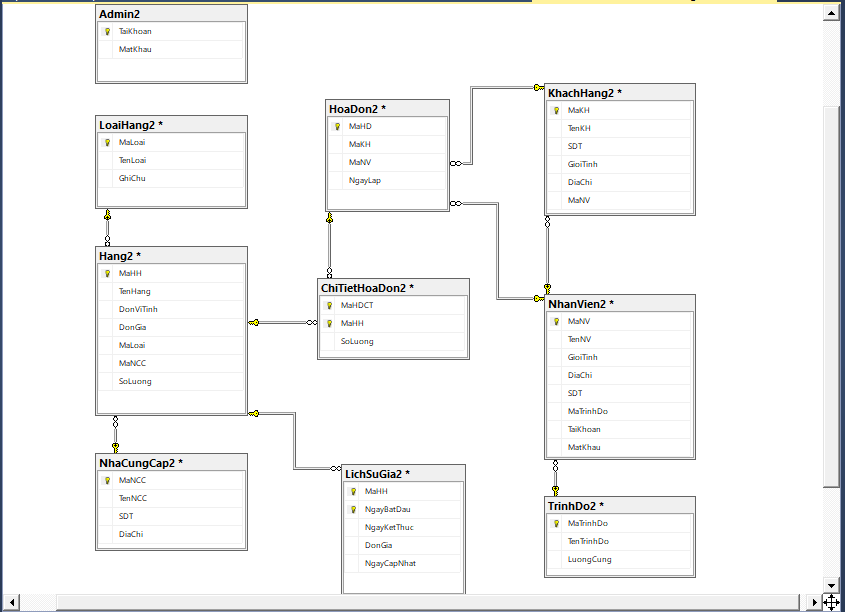 Admin2
TaiKhoan
MatKhau
LoaiHang2 *
MaLoai
TenLoai
GhiChu
Hang2 *
MaHH
TenHang
DonViTinh
DonGia
MaLoai
MaNCC
SoLuong
NhaCungCap2 *
MaNCC
TenNCC
SDT
DiaChi
HoaDon2 *
MaHD
MaKH
MaNV
NgayLap
ChiTietHoaDon2 *
MaHDCT
MaHH
SoLuong
LichSuGia2 *
MaHH
NgayBatDau
NgayKetThuc
DonGia
NgayCapNhat
KhachHang2 *
MaKH
TenKH
SDT
GioiTinh
DiaChi
MaNV
NhanVien2 *
MaNV
TenNV
GioiTinh
DiaChi
SDT
MaTrinhDo
TaiKhoan
MatKhau
TrinhDo2 *
MaTrinhDo
TenTrinhDo
LuongCung